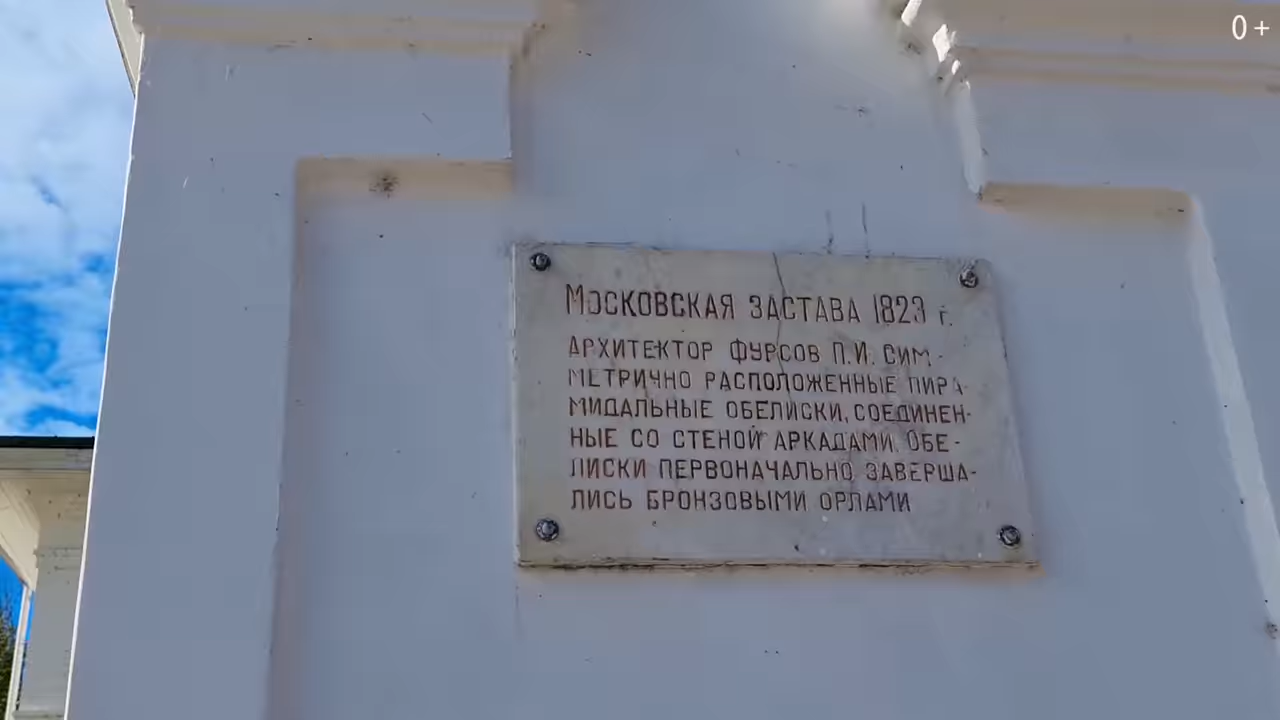 0+
Московская застава 1823 г.
АРХИТЕКТОР ФУРСОВ П.И. СИМ-
МЕТРИЧНО РАСПОЛОЖЕННЫЕ ПИРА-
МИДАЛЬНЫЕ ОБЕЛИСКИ, СОЕДИНЕН-
НЫЕ СО СТЕНОЙ АРКАДАМИ. ОБЕ-
ЛИСКИ ПЕРВОНАЧАЛЬНО ЗАВЕРША-
ЛИСЬ БРОНЗОВЫМИ ОРЛАМИ